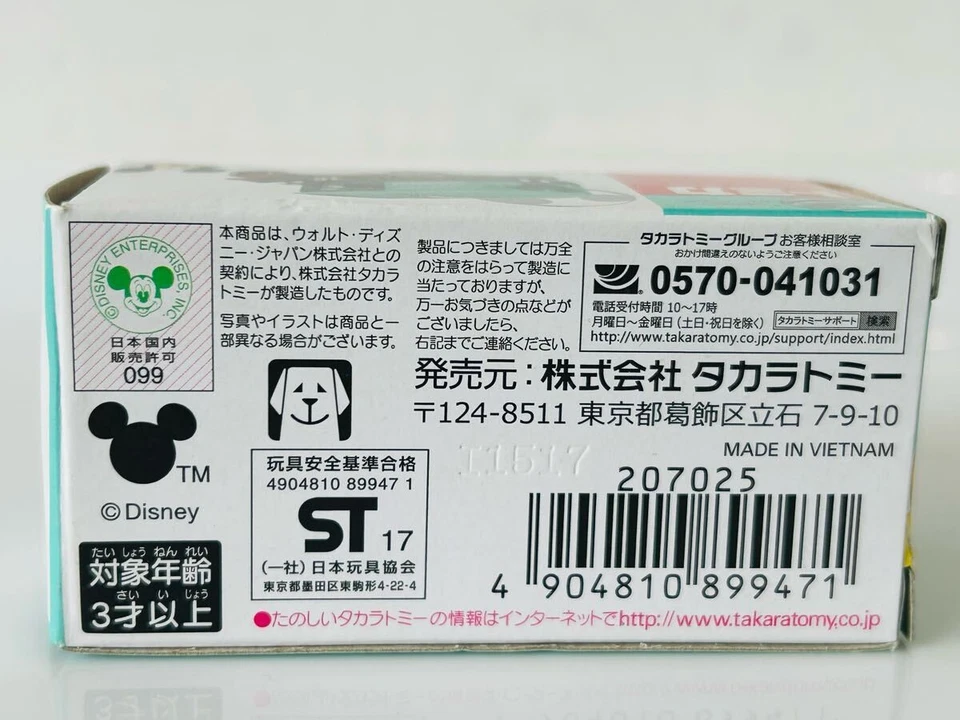 ©DISNEY ENTERPRISES, INC.
日本国内
販売許可
099
本商品は、ウォルト・ディズ
ニー・ジャパン株式会社との
契約により、株式会社タカラ
トミーが製造したものです。
写真やイラストは商品と一
部異なる場合がございます。
製品につきましては万全
の注意をはらって製造に
当たっておりますが、
万一お気づきの点などが
ございましたら、
右記までご連絡ください。
タカラトミーグループ お客様相談室
おかけ間違えのないようご注意ください
0570-041031
電話受付時間 10〜17時
月曜日〜金曜日(土・日・祝日を除く) タカラトミーサポート 検索
http://www.takaratomy.co.jp/support/index.html
発売元:株式会社 タカラトミー
〒124-8511 東京都葛飾区立石 7-9-10
MADE IN VIETNAM
TM
©Disney
たい しょう ねん れい
対象年齢
さい い じょう
3才以上
玩具安全基準合格
4904810 89947 1
ST 17
(一社)日本玩具協会
東京都墨田区東駒形4-22-4
11517
207025
4 904810 899471
●たのしいタカラトミーの情報はインターネットでhttp://www.takaratomy.co.jp